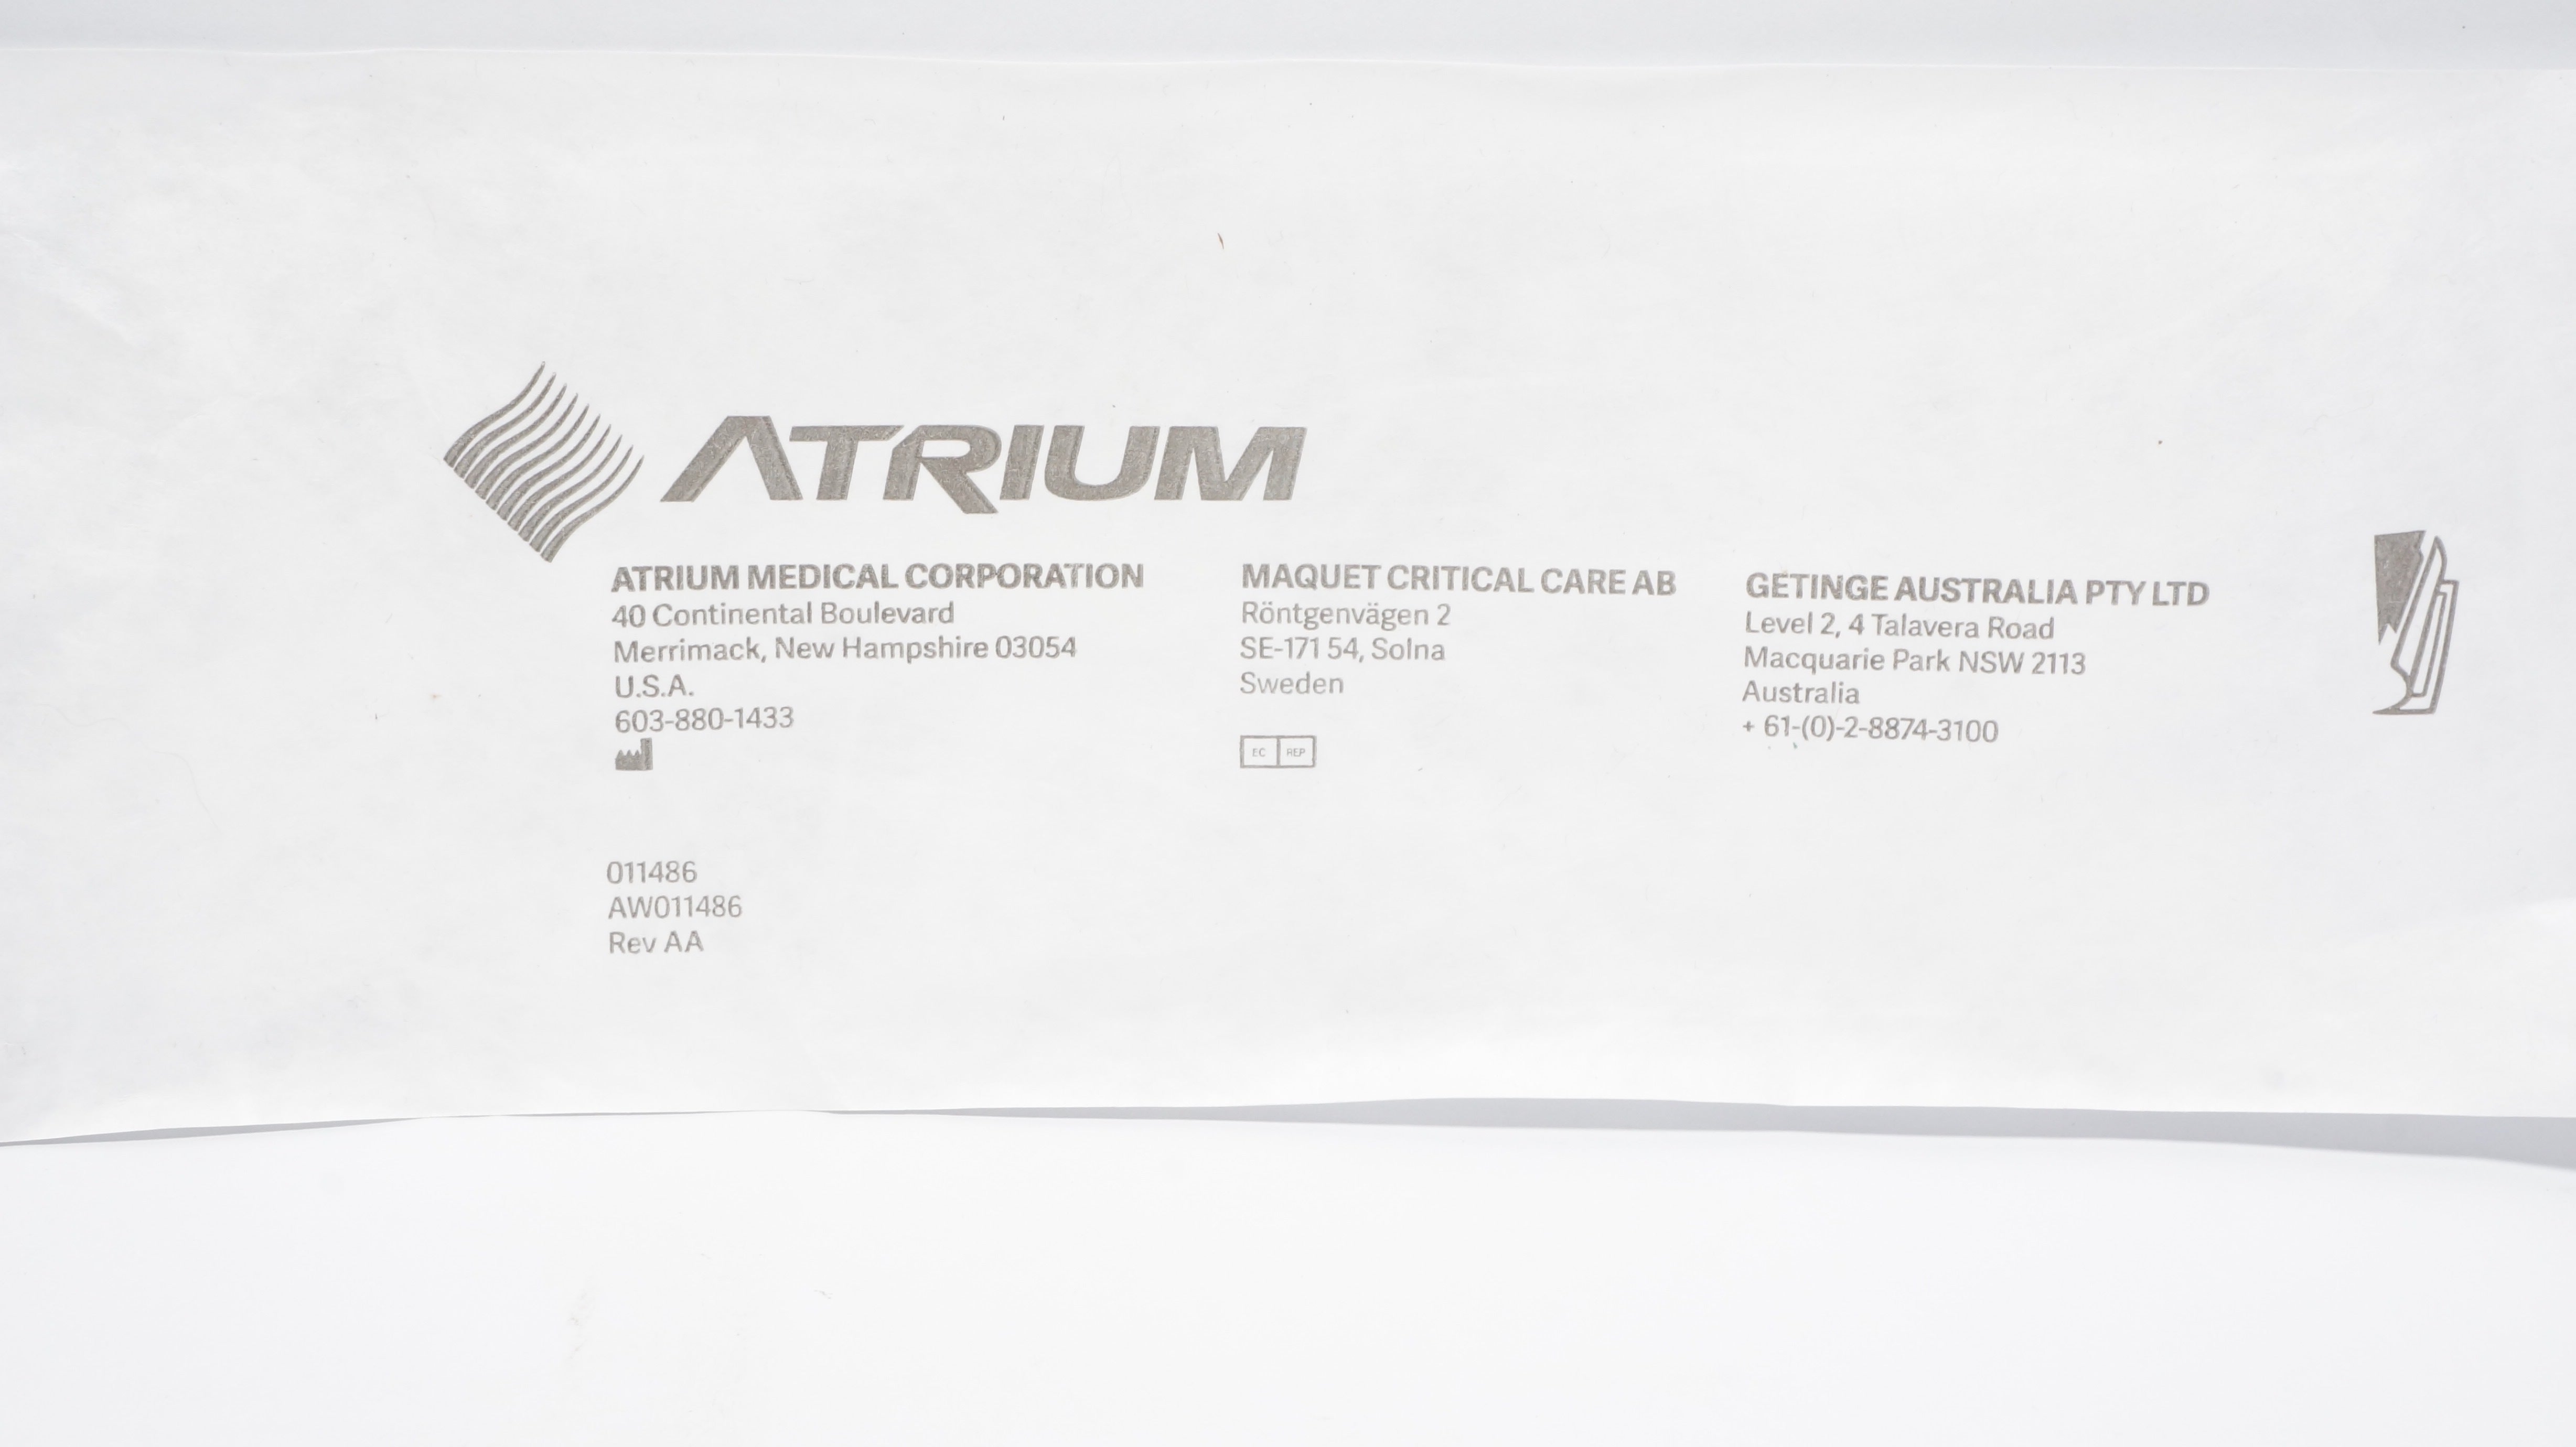 ATRIUM
ATRIUM MEDICAL CORPORATION
40 Continental Boulevard
Merrimack, New Hampshire 03054
U.S.A.
603-880-1433
MAQUET CRITICAL CARE AB
Röntgenvägen 2
SE-171 54, Solna
Sweden
EC REP
GETINGE AUSTRALIA PTY LTD
Level 2, 4 Talavera Road
Macquarie Park NSW 2113
Australia
+ 61-(0)-2-8874-3100
011486
AW011486
Rev AA